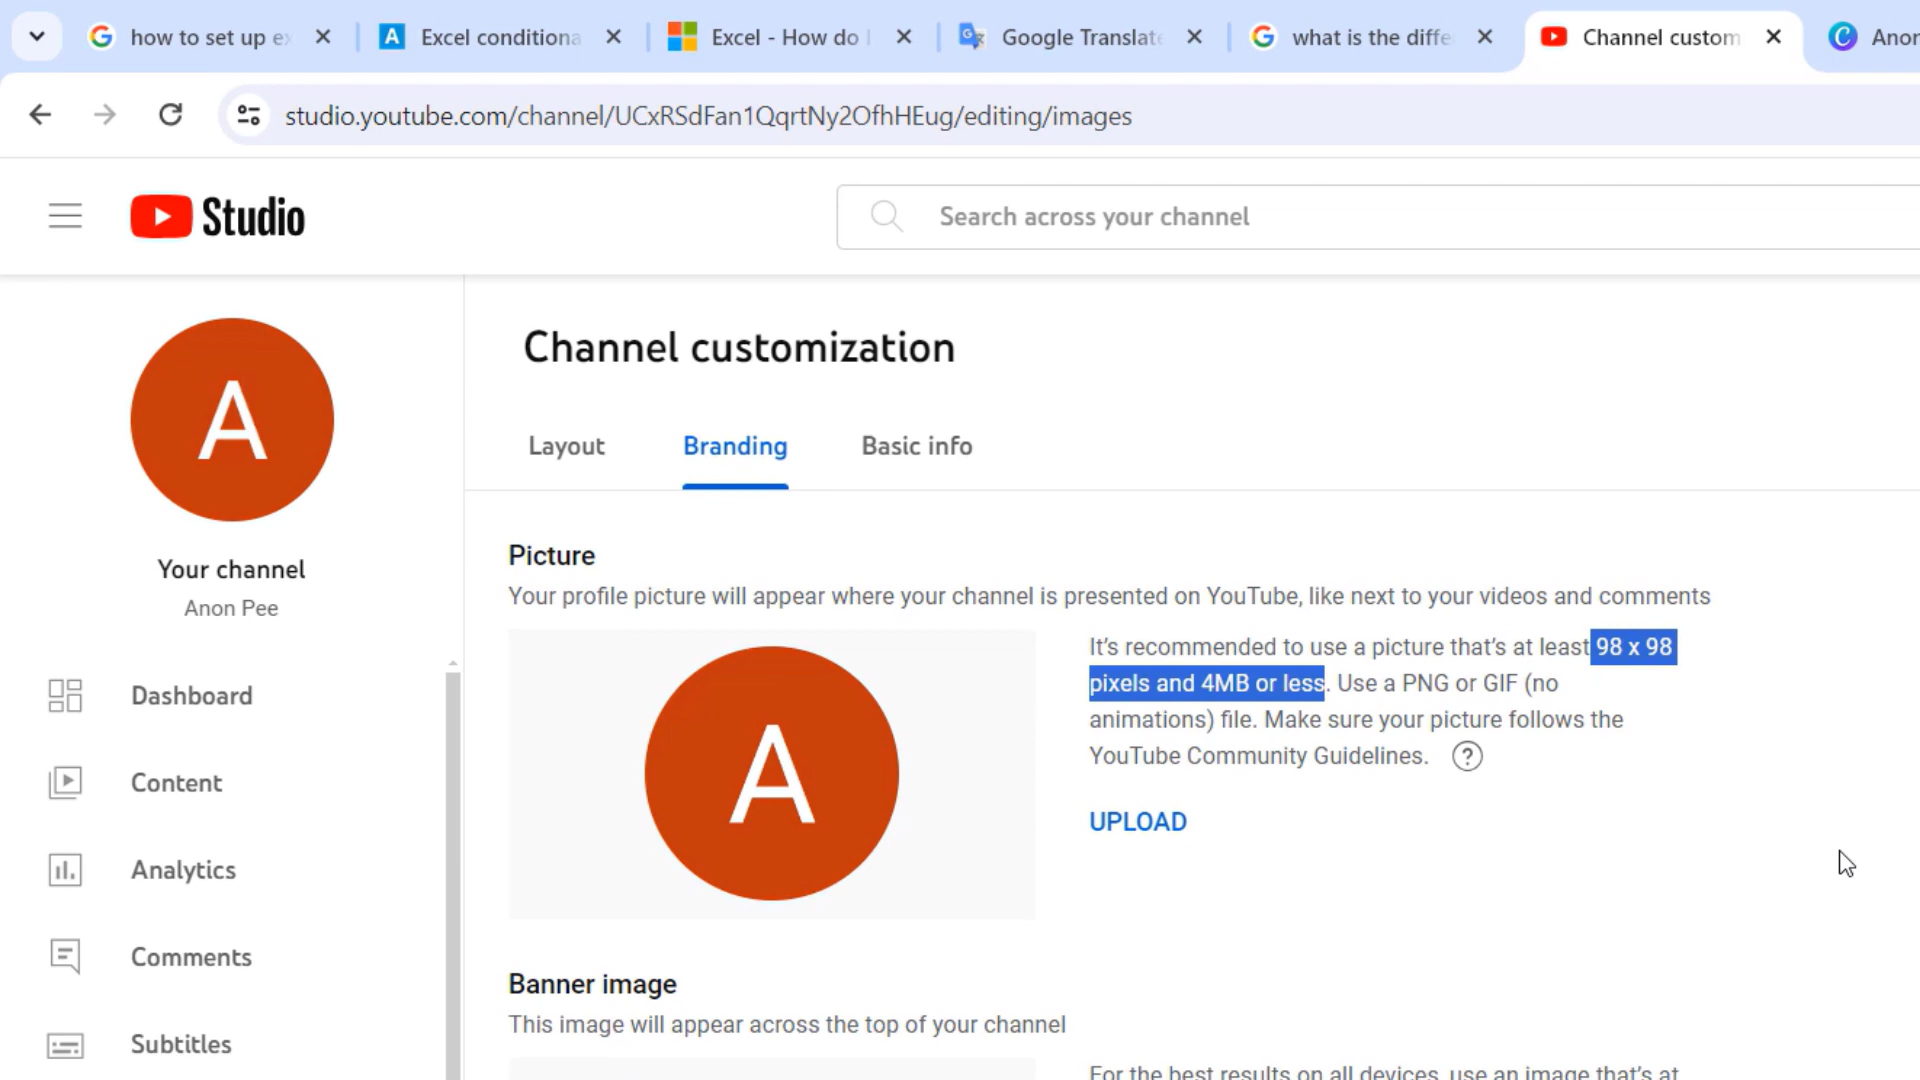 how to set up ex
Excel conditiona
Excel - How do I
Google Translate
what is the diffe
Channel custom
Anon
studio.youtube.com/channel/UCxRSdFan1QqrtNy2OfhHEug/editing/images
Studio
Search across your channel
A
Your channel
Anon Pee
Dashboard
Content
Analytics
Comments
Subtitles
Channel customization
Layout
Branding
Basic info
Picture
Your profile picture will appear where your channel is presented on YouTube, like next to your videos and comments
A
It's recommended to use a picture that's at least 98 x 98
pixels and 4MB or less. Use a PNG or GIF (no
animations) file. Make sure your picture follows the
YouTube Community Guidelines.
UPLOAD
Banner image
This image will appear across the top of your channel
For the best results on all devices, use an image that's at